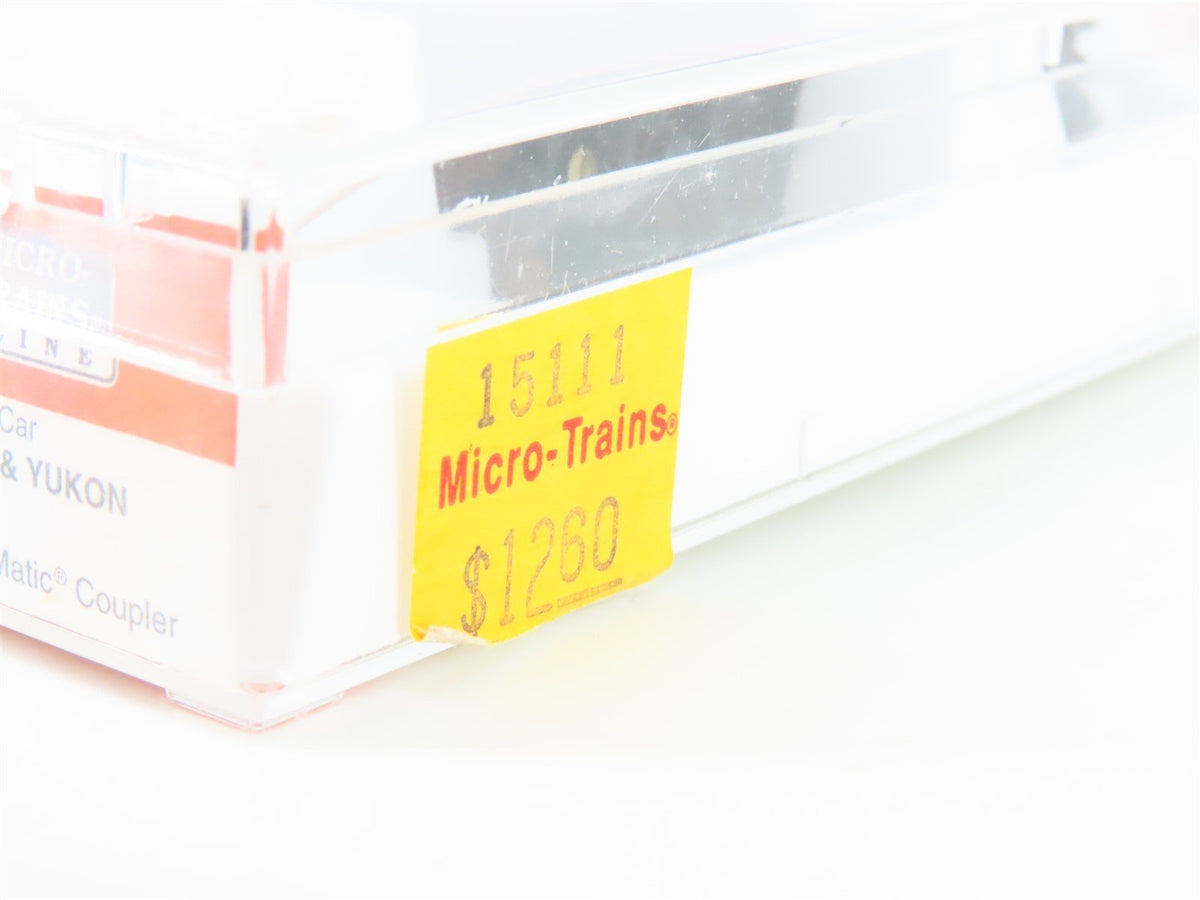 MICRO-
TRAINS
LINE
Car
& YUKON
Matic® Coupler
15111
Micro-Trains®
$1260